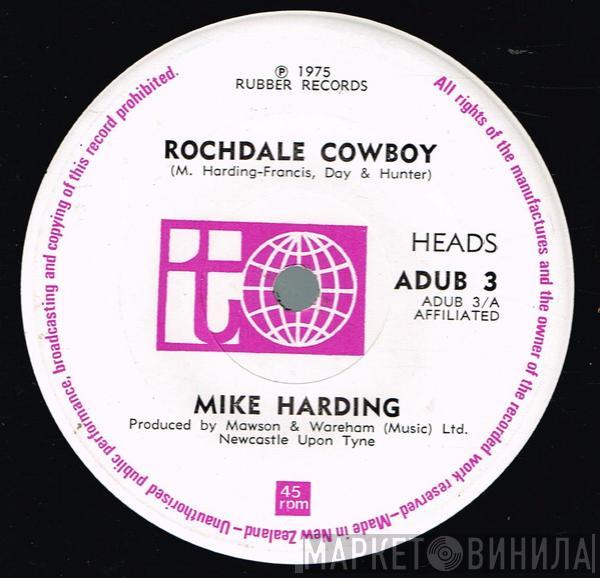 ℗ 1975
RUBBER RECORDS
ROCHDALE COWBOY
(M. Harding-Francis, Day & Hunter)
it
HEADS
ADUB 3
ADUB 3/A
AFFILIATED
MIKE HARDING
Produced by Mawson & Wareham (Music) Ltd.
Newcastle Upon Tyne
45
rpm
All rights of the manufactures and the owner of the recorded work reserved–Made in New Zealand–Unauthorised public performance, broadcasting and copying of this record prohibited.
МАРКЕТ ВИНИЛА